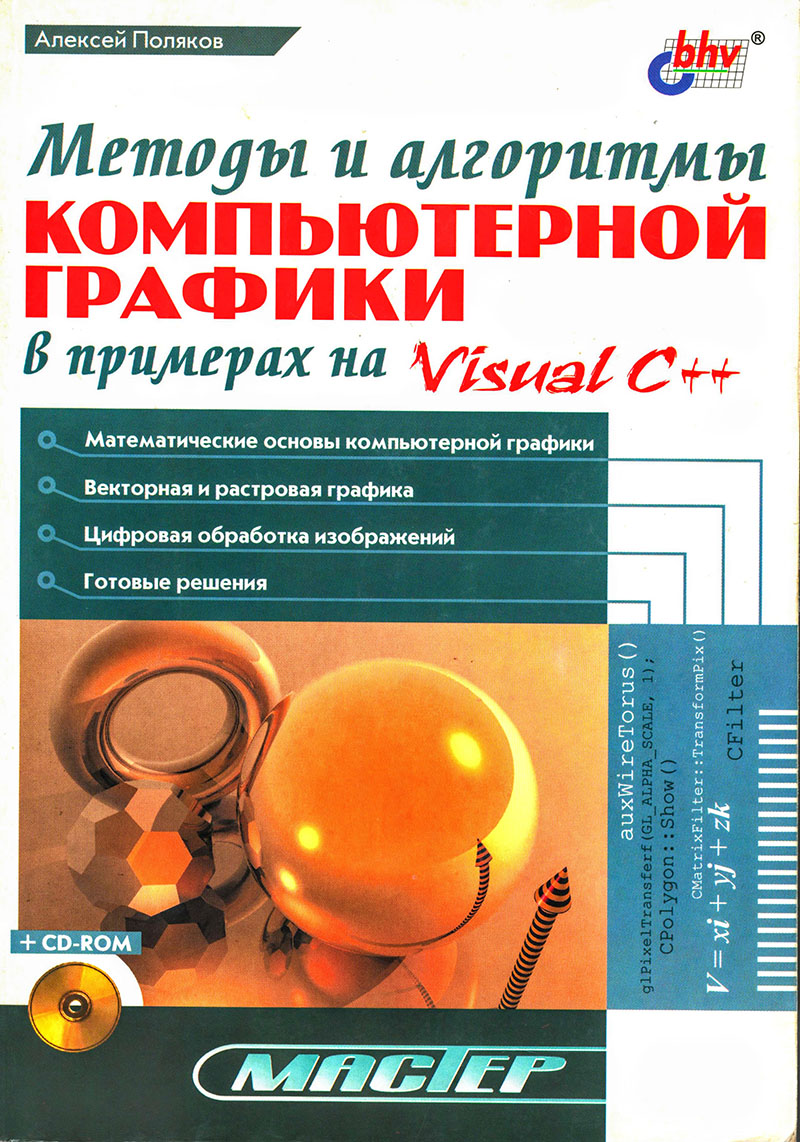 Алексей Поляков
bhv®
Методы и алгоритмы
КОМПЬЮТЕРНОЙ
ГРАФИКИ
в примерах на Visual C++
Математические основы компьютерной графики
Векторная и растровая графика
Цифровая обработка изображений
Готовые решения
auxWireTorus()
glPixelTransferf(GL_ALPHA_SCALE, 1);
CPolygon::Show()
CMatrixFilter::TransformPix()
V = xi + yj + zk
CFilter
+ CD-ROM
МАСТЕР